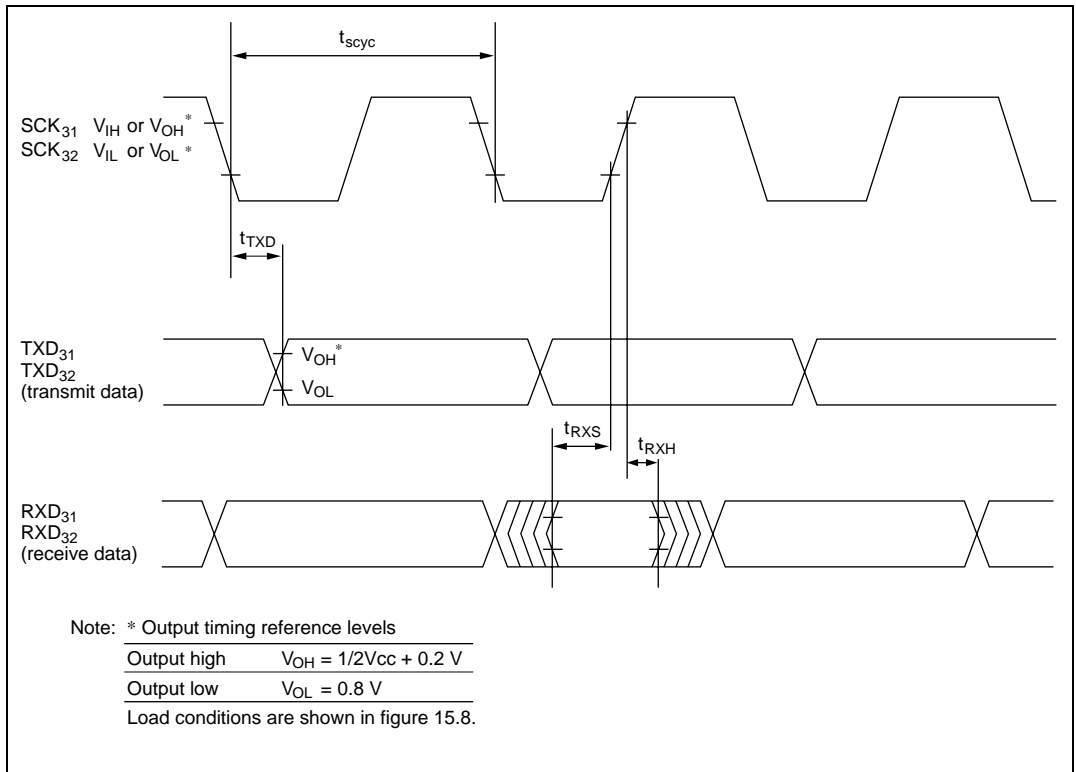 tscyc
SCK31 VIH or VOH*
SCK32 VIL or VOL *
tTXD
TXD31
TXD32
(transmit data)
VOH*
VOL
tRXS
tRXH
RXD31
RXD32
(receive data)
Note: * Output timing reference levels
Output high VOH = 1/2Vcc + 0.2 V
Output low VOL = 0.8 V
Load conditions are shown in figure 15.8.